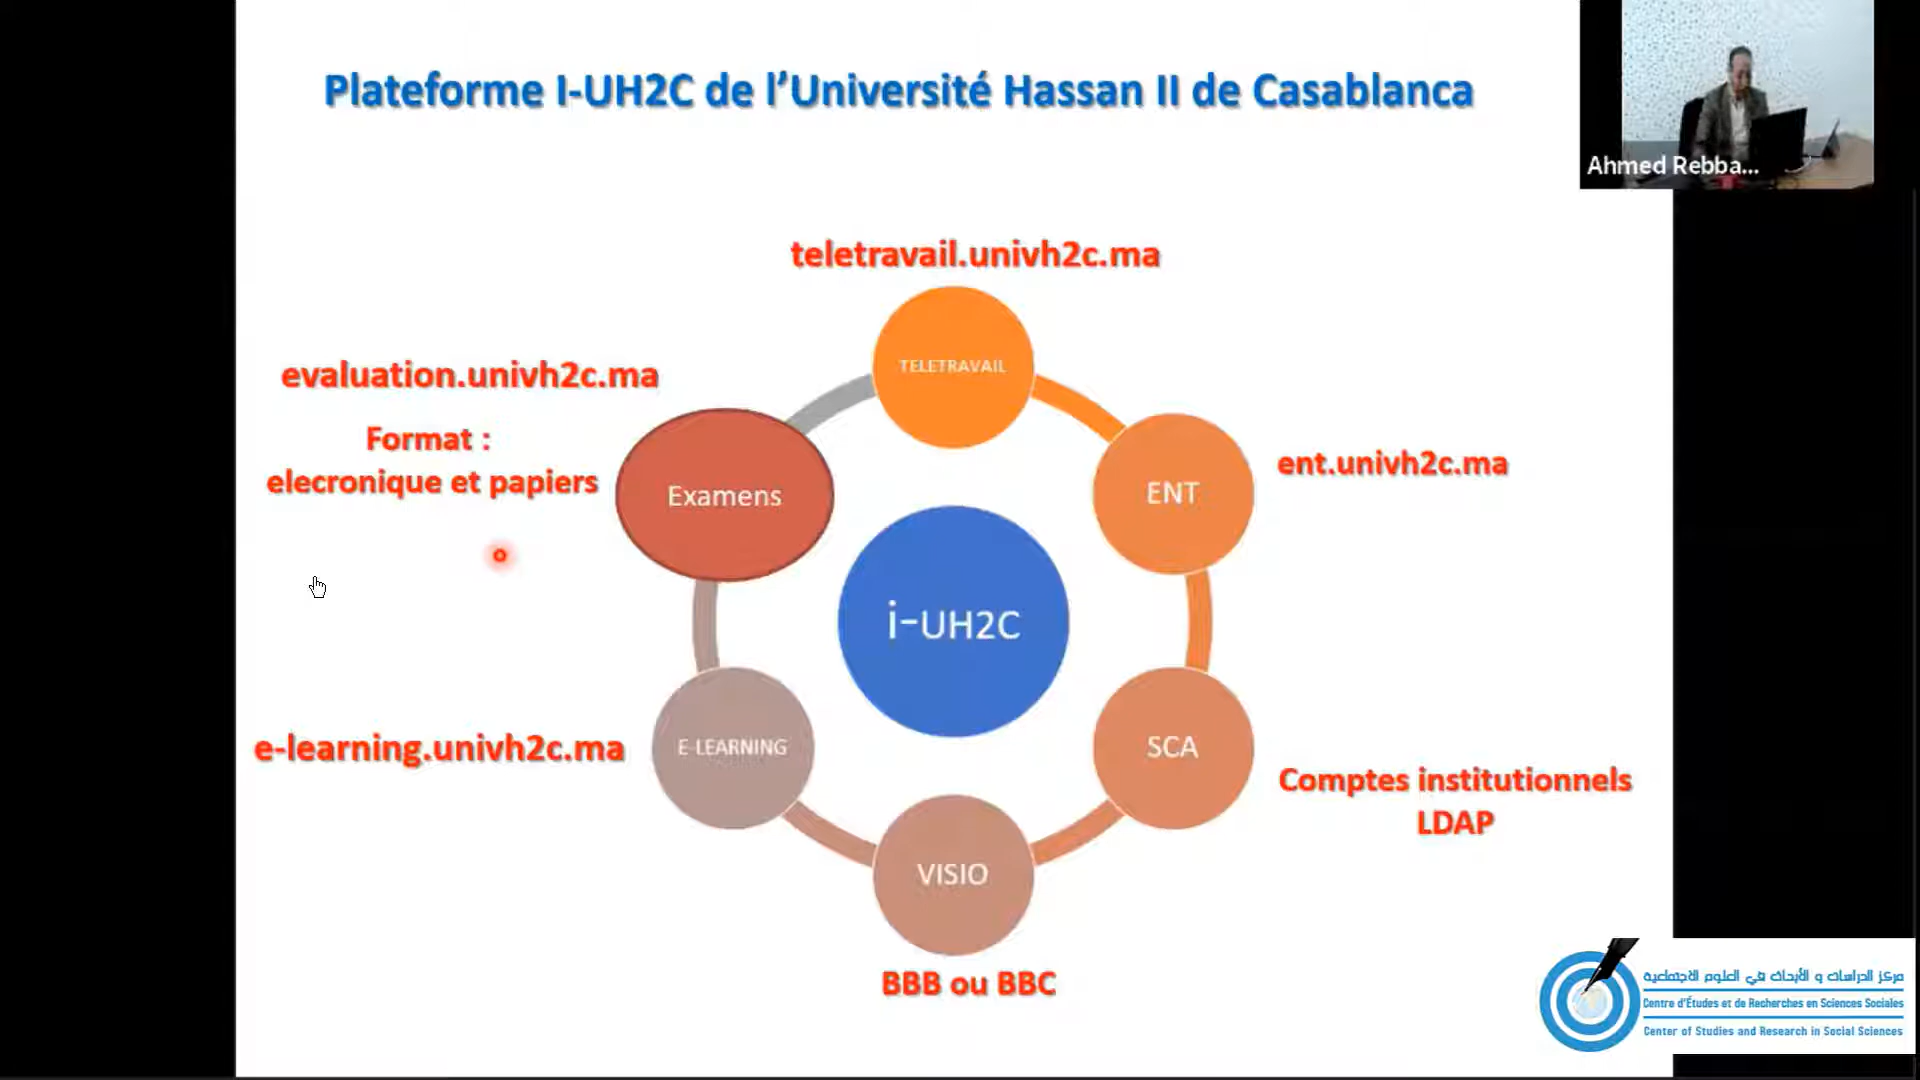 Plateforme I-UH2C de l'Université Hassan II de Casablanca
Ahmed Rebba...
teletravail.univh2c.ma
TELETRAVAIL
evaluation.univh2c.ma
Format :
elecronique et papiers
Examens
ENT
ent.univh2c.ma
i-UH2C
e-learning.univh2c.ma
E-LEARNING
SCA
Comptes institutionnels
LDAP
VISIO
BBB ou BBC
مركز الدراسات و الأبحاث في العلوم الاجتماعية
Centre d'Études et de Recherches en Sciences Sociales
Center of Studies and Research in Social Sciences